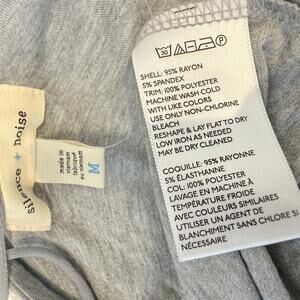 silence + noise
made in
vietnam
fabriqué
au vietnam
M
SHELL: 95% RAYON
5% SPANDEX
TRIM: 100% POLYESTER
MACHINE WASH COLD
WITH LIKE COLORS
USE ONLY NON-CHLORINE
BLEACH
RESHAPE & LAY FLAT TO DRY
LOW IRON AS NEEDED
MAY BE DRY CLEANED
COQUILLE: 95% RAYONNE
5% ÉLASTHANNE
COL: 100% POLYESTER
LAVAGE EN MACHINE À
TEMPÉRATURE FROIDE
AVEC COULEURS SIMILAIRES
UTILISER UN AGENT DE
BLANCHIMENT SANS CHLORE SI
NÉCESSAIRE